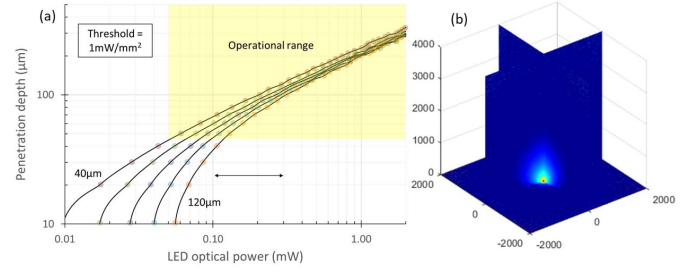 (a)
Threshold =
1mW/mm²
Operational range
Penetration depth (µm)
100
10
40µm
120µm
0.01
0.10
1.00
LED optical power (mW)
(b)
4000
3000
2000
1000
0
2000
0
-2000
-2000
0
2000